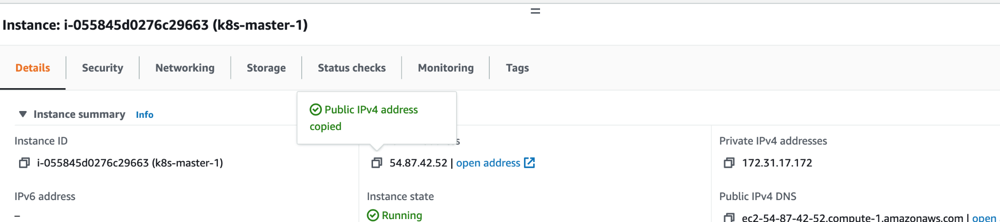 Instance: i-055845d0276c29663 (k8s-master-1)
Details Security Networking Storage Status checks Monitoring Tags
Public IPv4 address
copied
Instance summary Info
Instance ID
i-055845d0276c29663 (k8s-master-1)
54.87.42.52 | open address
Private IPv4 addresses
172.31.17.172
IPv6 address
–
Instance state
Running
Public IPv4 DNS
ec2-54-87-42-52.compute-1.amazonaws.com | open